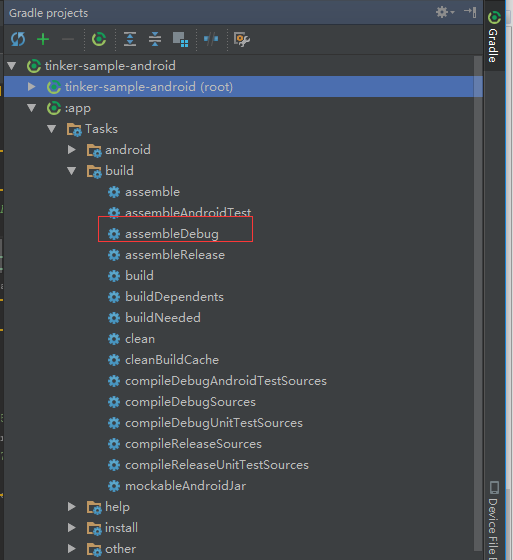 Gradle projects
tinker-sample-android
tinker-sample-android (root)
:app
Tasks
android
build
assemble
assembleAndroidTest
assembleDebug
assembleRelease
build
buildDependents
buildNeeded
clean
cleanBuildCache
compileDebugAndroidTestSources
compileDebugSources
compileDebugUnitTestSources
compileReleaseSources
compileReleaseUnitTestSources
mockableAndroidJar
help
install
other
Gradle
Device File E